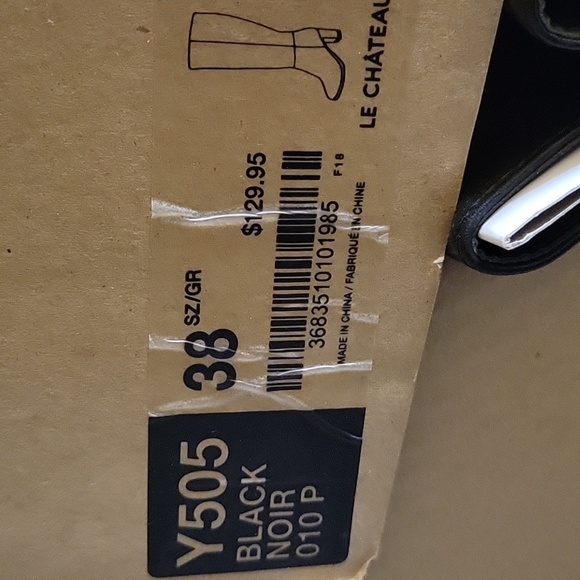 Y505
BLACK
NOIR
010 P
38 SZ/GR
$129.95
3683510101985
F18
MADE IN CHINA / FABRIQUÉ EN CHINE
LE CHÂTEAU